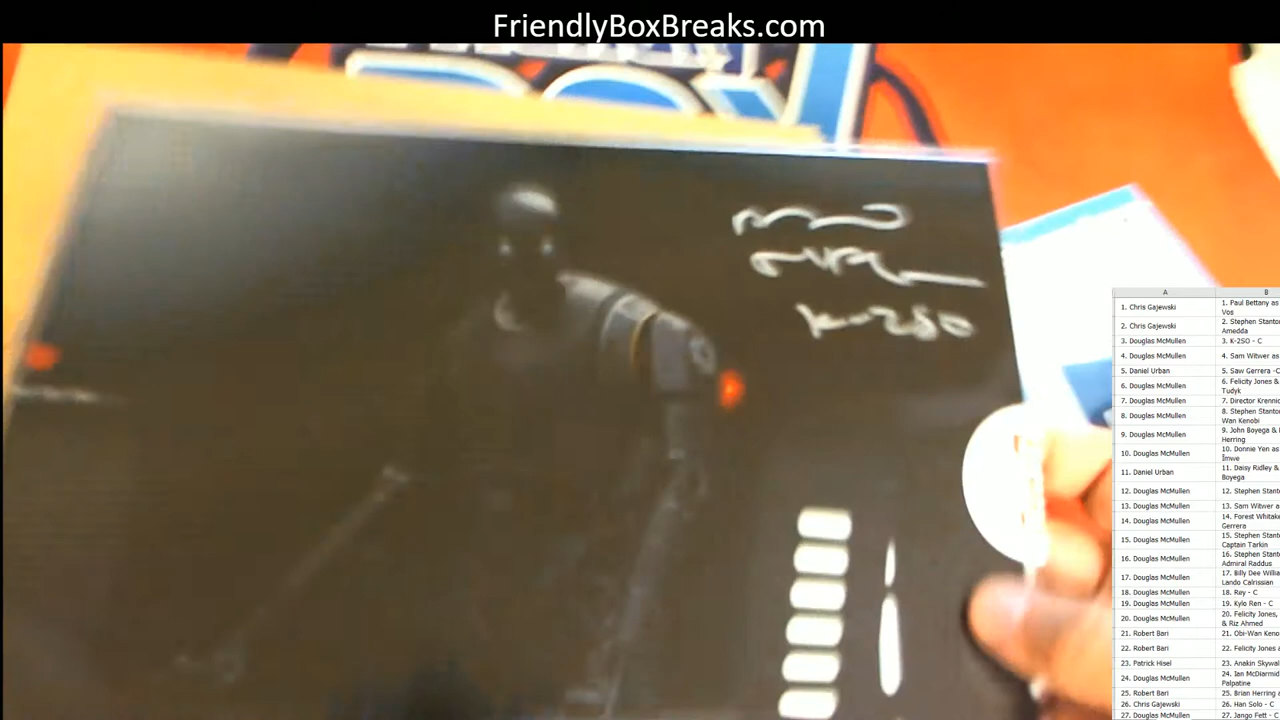 FriendlyBoxBreaks.com
K-2SO
A B
1. Chris Gajewski 1. Paul Bettany as
Vos
2. Chris Gajewski 2. Stephen Stanto
Amedda
3. Douglas McMullen 3. K-2SO - C
4. Douglas McMullen 4. Sam Witwer as
5. Daniel Urban 5. Saw Gerrera -C
6. Douglas McMullen 6. Felicity Jones &
Tudyk
7. Douglas McMullen 7. Director Krennic
8. Douglas McMullen 8. Stephen Stanto
Wan Kenobi
9. Douglas McMullen 9. John Boyega &
Herring
10. Douglas McMullen 10. Donnie Yen as
Îmwe
11. Daniel Urban 11. Daisy Ridley &
Boyega
12. Douglas McMullen 12. Stephen Stant
13. Douglas McMullen 13. Sam Witwer a
14. Douglas McMullen 14. Forest Whitake
Gerrera
15. Douglas McMullen 15. Stephen Stant
Captain Tarkin
16. Douglas McMullen 16. Stephen Stant
Admiral Raddus
17. Douglas McMullen 17. Billy Dee Willia
Lando Calrissian
18. Douglas McMullen 18. Rey - C
19. Douglas McMullen 19. Kylo Ren - C
20. Douglas McMullen 20. Felicity Jones,
& Riz Ahmed
21. Robert Bari 21. Obi-Wan Keno
22. Robert Bari 22. Felicity Jones a
23. Patrick Hisel 23. Anakin Skywal
24. Douglas McMullen 24. Ian McDiarmid
Palpatine
25. Robert Bari 25. Brian Herring a
26. Chris Gajewski 26. Han Solo - C
27. Douglas McMullen 27. Jango Fett - C